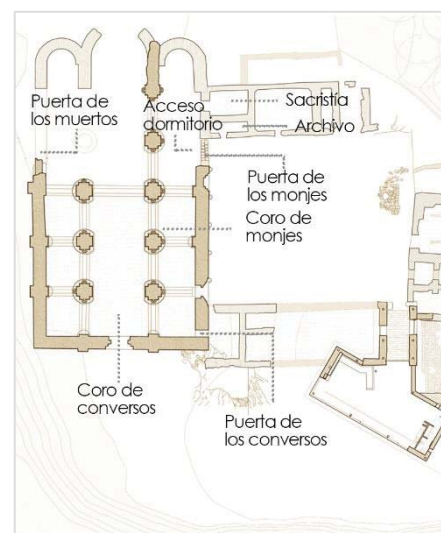 Puerta de
los muertos
Acceso
dormitorio
Sacristía
Archivo
Puerta de
los monjes
Coro de
monjes
Coro de
conversos
Puerta de
los conversos